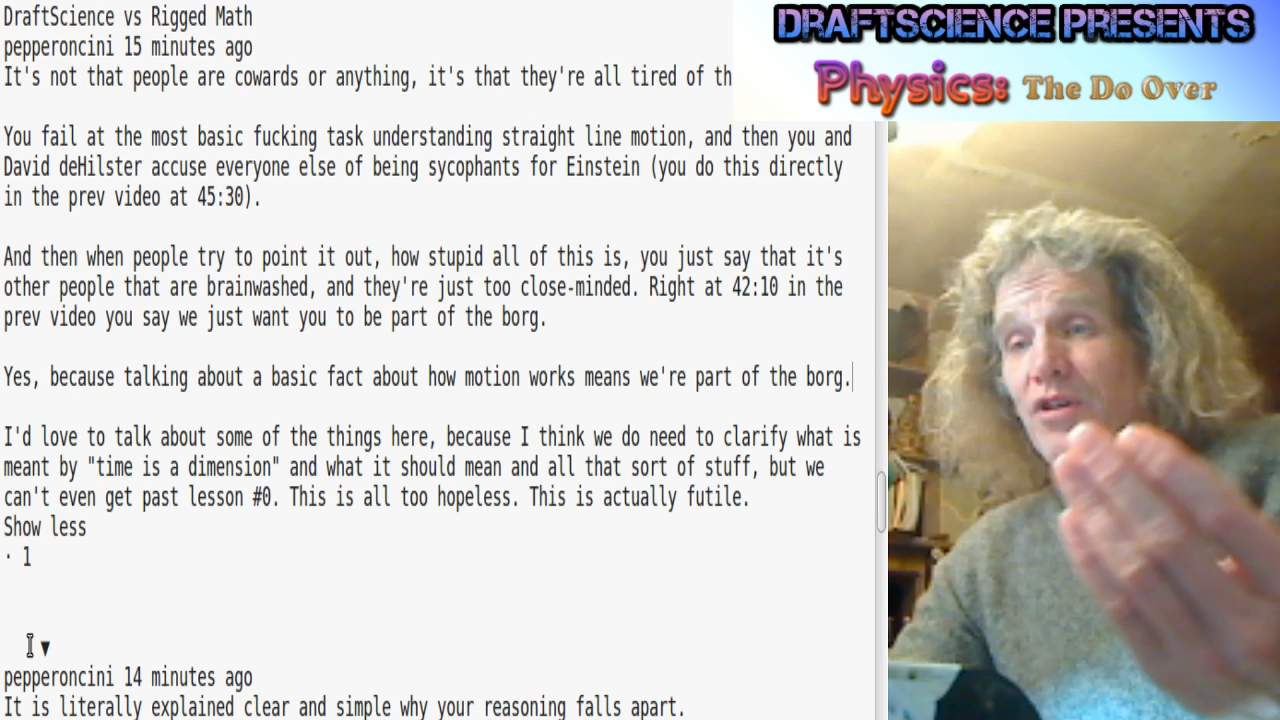 DraftScience vs Rigged Math
DRAFTSCIENCE PRESENTS
Physics: The Do Over
pepperoncini 15 minutes ago
It's not that people are cowards or anything, it's that they're all tired of th
You fail at the most basic fucking task understanding straight line motion, and then you and
David deHilster accuse everyone else of being sycophants for Einstein (you do this directly
in the prev video at 45:30).
And then when people try to point it out, how stupid all of this is, you just say that it's
other people that are brainwashed, and they're just too close-minded. Right at 42:10 in the
prev video you say we just want you to be part of the borg.
Yes, because talking about a basic fact about how motion works means we're part of the borg.
I'd love to talk about some of the things here, because I think we do need to clarify what is
meant by "time is a dimension" and what it should mean and all that sort of stuff, but we
can't even get past lesson #0. This is all too hopeless. This is actually futile.
Show less
· 1
pepperoncini 14 minutes ago
It is literally explained clear and simple why your reasoning falls apart.